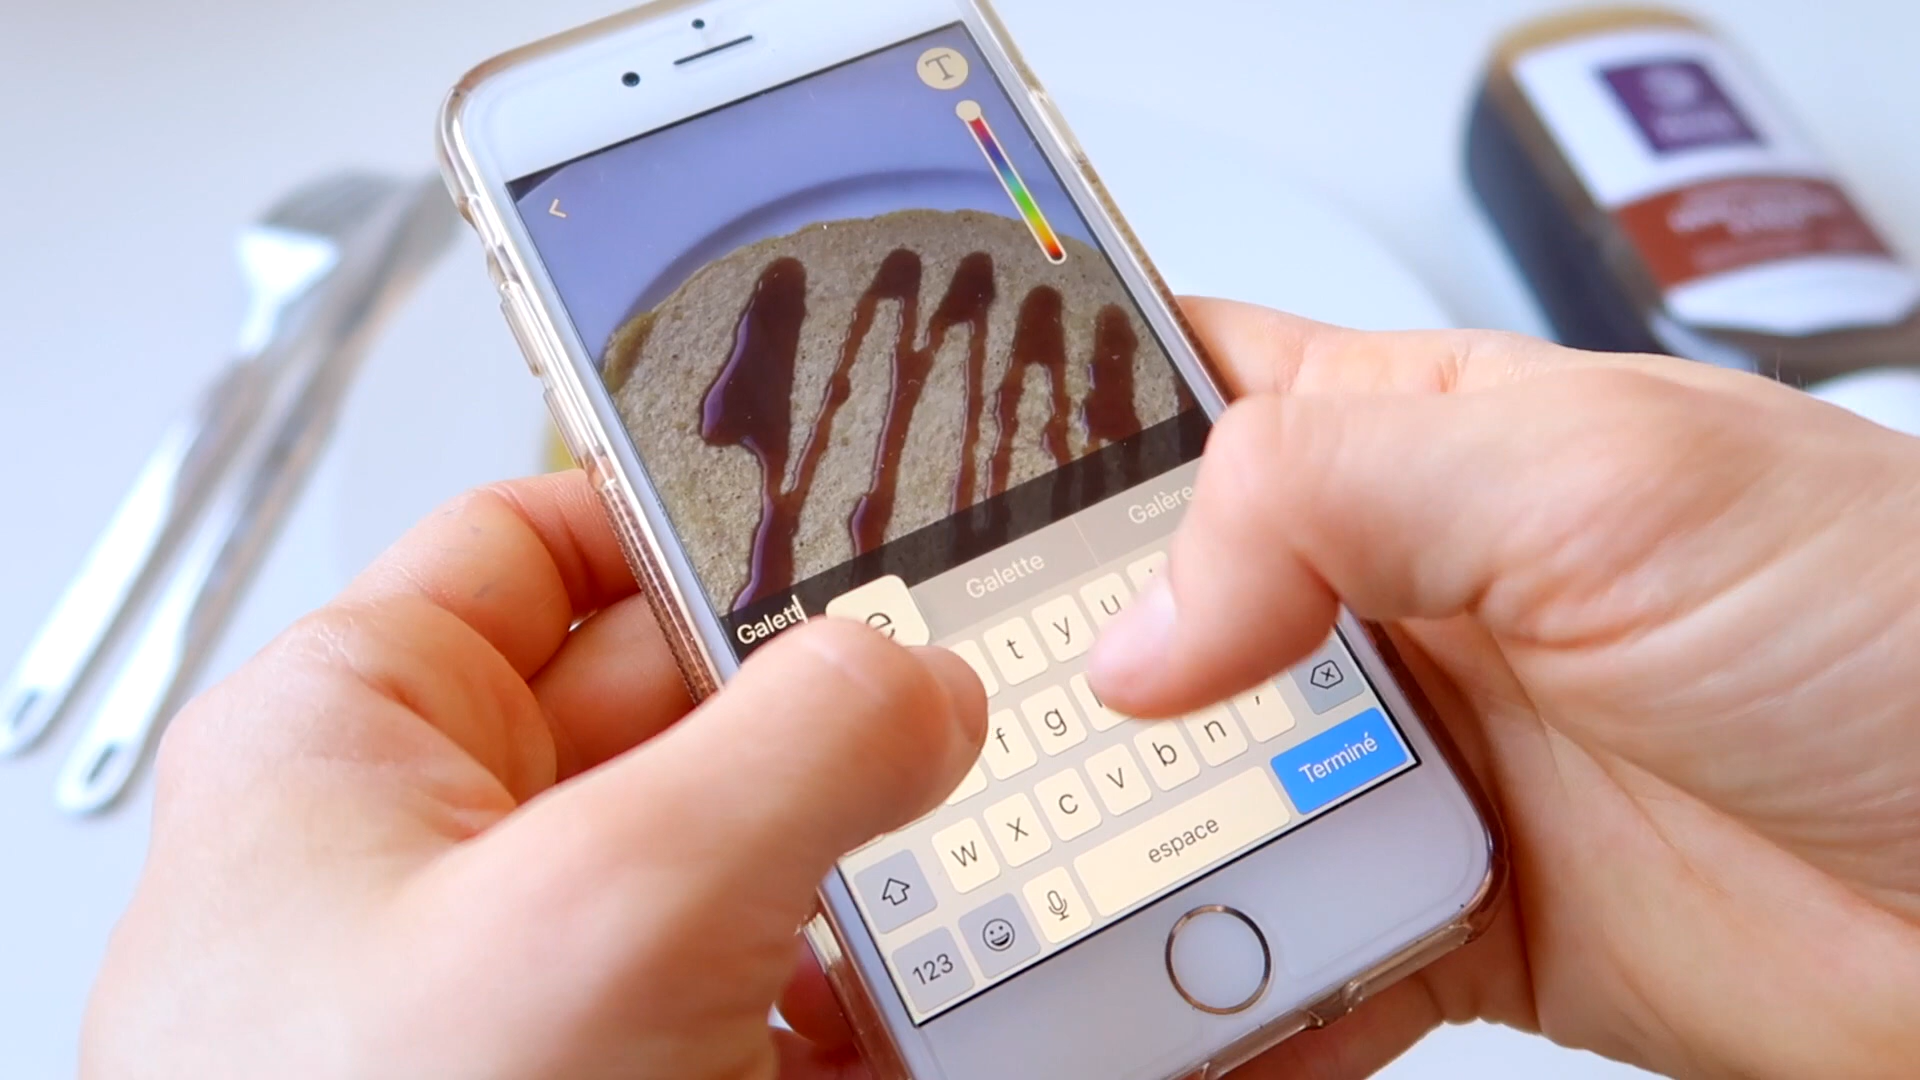 T
Galère
Galette
Galett
e
t y u
f g
w x c v b n '
espace
Terminé
123